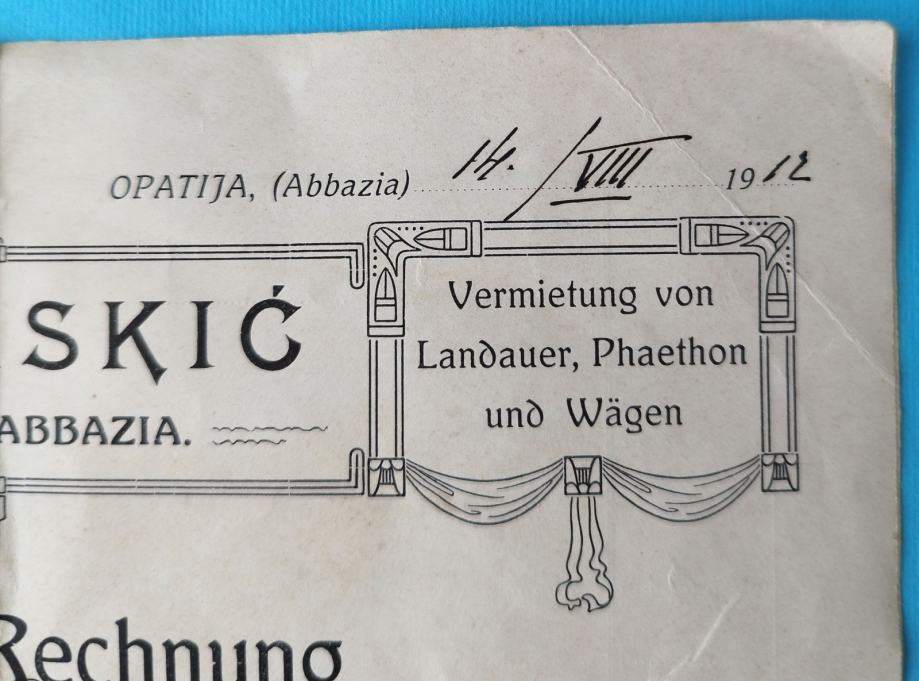 OPATIJA, (Abbazia) 14. / VIII 1912
SKIĆ
ABBAZIA.
Vermietung von
Landauer, Phaethon
und Wägen
Rechnung